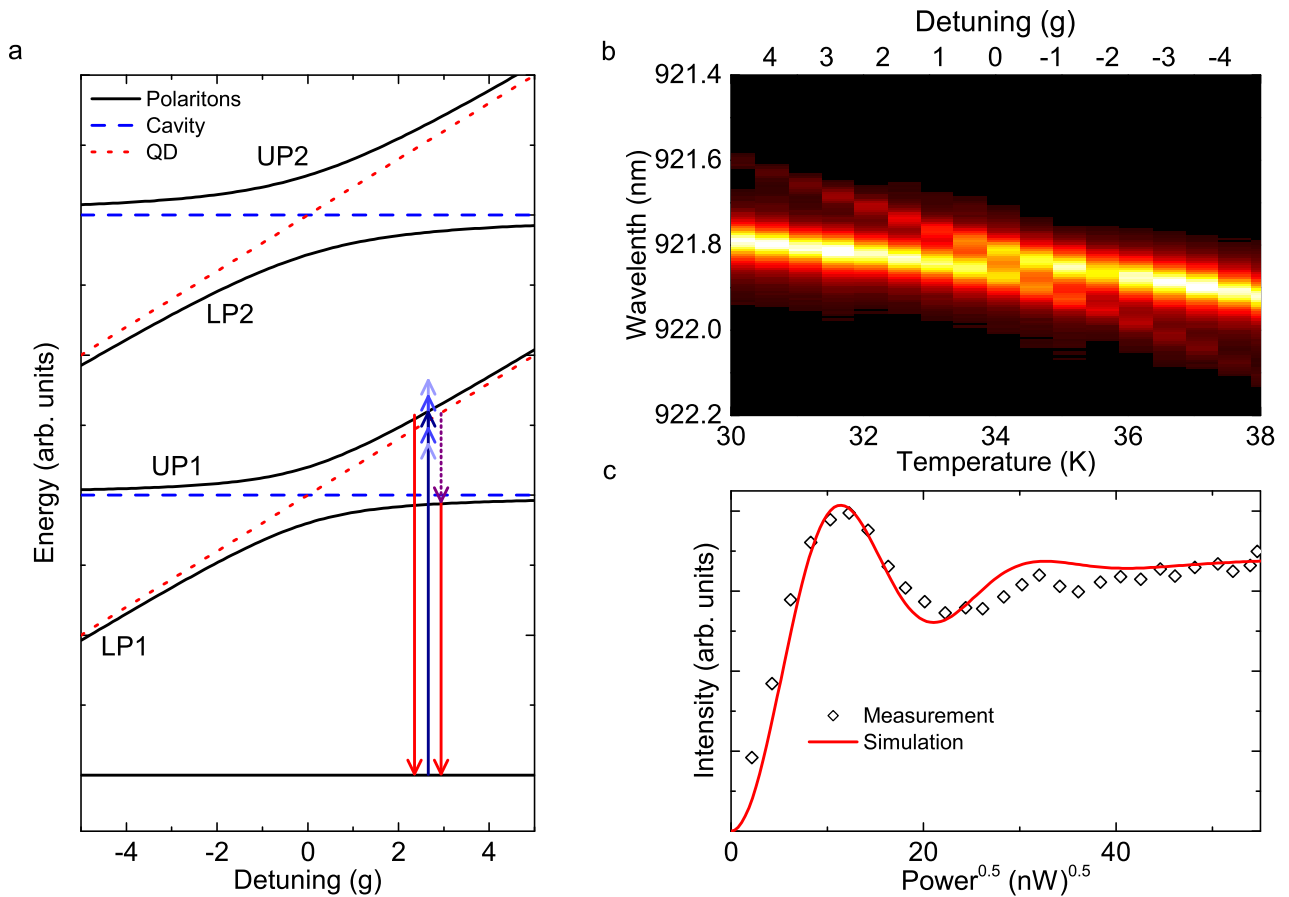 a
Polaritons
Cavity
QD
UP2
LP2
UP1
LP1
Energy (arb. units)
-4 -2 0 2 4
Detuning (g)
b
Detuning (g)
4 3 2 1 0 -1 -2 -3 -4
921.4
921.6
921.8
922.0
922.2
Wavelenth (nm)
30 32 34 36 38
Temperature (K)
c
Intensity (arb. units)
Measurement
Simulation
0 20 40
Power^0.5 (nW)^0.5